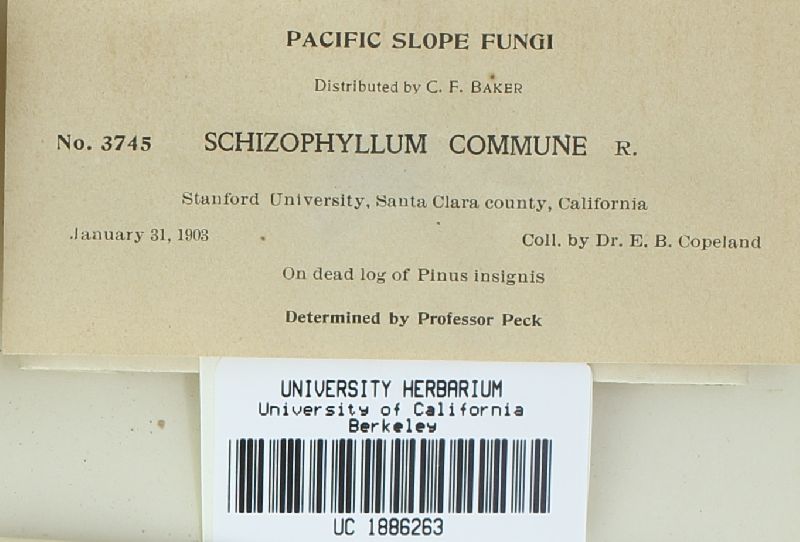 PACIFIC SLOPE FUNGI
Distributed by C. F. BAKER
No. 3745 SCHIZOPHYLLUM COMMUNE R.
Stanford University, Santa Clara county, California
January 31, 1903 Coll. by Dr. E. B. Copeland
On dead log of Pinus insignis
Determined by Professor Peck
UNIVERSITY HERBARIUM
University of California
Berkeley
UC 1886263